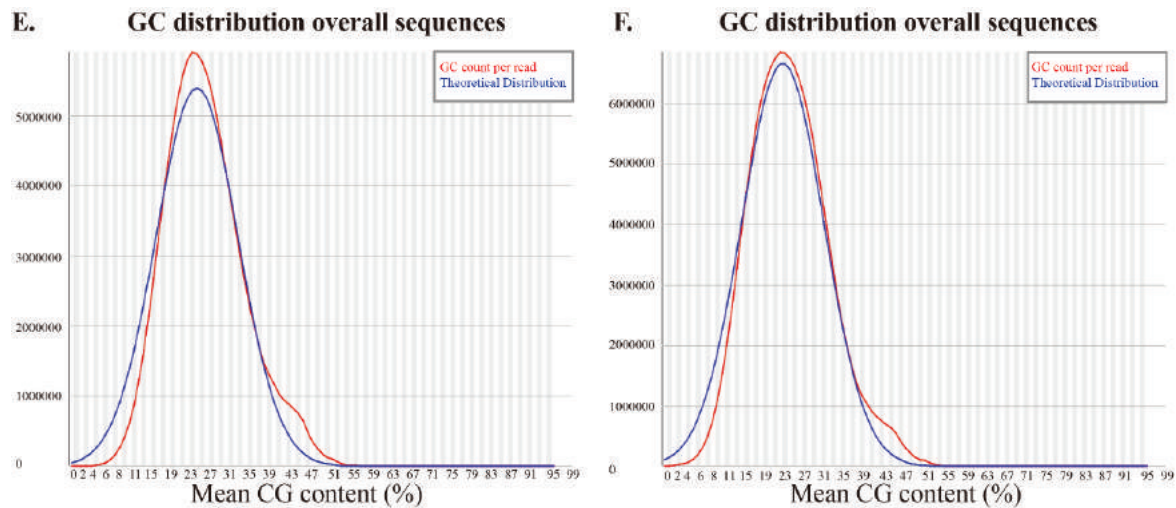 E. GC distribution overall sequences
GC count per read
Theoretical Distribution
5000000
4000000
3000000
2000000
1000000
0
0 2 4 6 8 11 15 19 23 27 31 35 39 43 47 51 55 59 63 67 71 75 79 83 87 91 95 99
Mean CG content (%)
F. GC distribution overall sequences
GC count per read
Theoretical Distribution
6000000
5000000
4000000
3000000
2000000
1000000
0
0 2 4 6 8 11 15 19 23 27 31 35 39 43 47 51 55 59 63 67 71 75 79 83 87 91 95 99
Mean CG content (%)